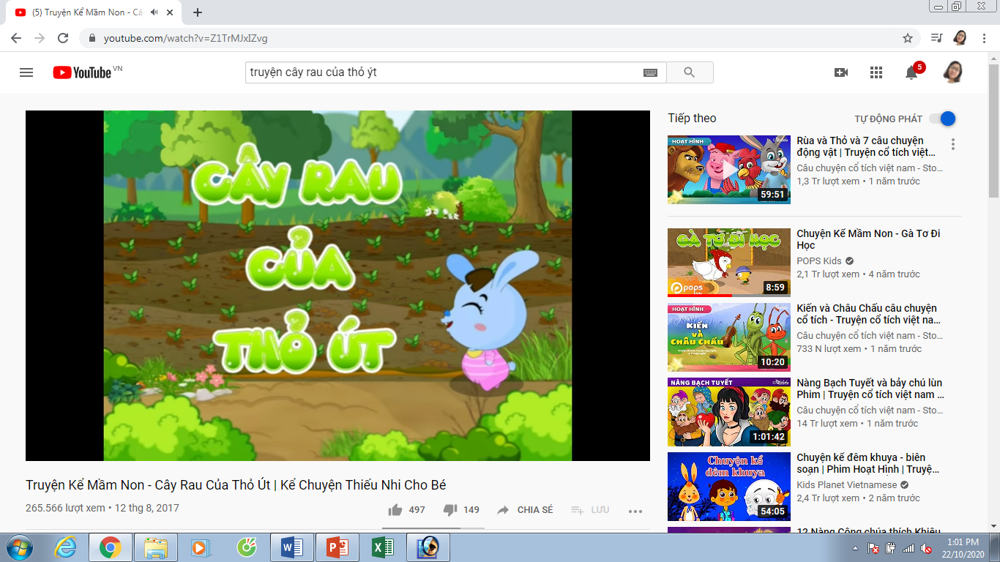 (5) Truyện Kể Mầm Non - Câ
youtube.com/watch?v=Z1TrMJxIZvg
YouTube VN
truyện cây rau của thỏ ýt
5
CÂY RAU
CỦA
THỎ ÚT
Truyện Kể Mầm Non - Cây Rau Của Thỏ Út | Kể Chuyện Thiếu Nhi Cho Bé
265.566 lượt xem • 12 thg 8, 2017
497
149
CHIA SẺ
LƯU
Tiếp theo
TỰ ĐỘNG PHÁT
HOẠT HÌNH
59:51
Rùa và Thỏ và 7 câu chuyện
động vật | Truyện cổ tích việt...
Câu chuyện cổ tích việt nam - Sto...
1,3 Tr lượt xem • 1 năm trước
GÀ TƠ ĐI HỌC
pops
8:59
Chuyện Kể Mầm Non - Gà Tơ Đi
Học
POPS Kids
2,1 Tr lượt xem • 4 năm trước
HOẠT HÌNH
KIẾN
VÀ
CHÂU CHẤU
10:20
Kiến và Châu Chấu câu chuyện
cổ tích - Truyện cổ tích việt na...
Câu chuyện cổ tích việt nam - Sto...
733 N lượt xem • 1 năm trước
NÀNG BẠCH TUYẾT
1:01:42
Nàng Bạch Tuyết và bảy chú lùn
Phim | Truyện cổ tích việt nam ...
Câu chuyện cổ tích việt nam - Sto...
14 Tr lượt xem • 1 năm trước
Chuyện kể
đêm khuya
54:05
Chuyện kể đêm khuya - biên
soạn | Phim Hoạt Hình | Truyệ...
Kids Planet Vietnamese
2,4 Tr lượt xem • 2 năm trước
12 Nàng Công chúa thích Khiêu
1:01 PM
22/10/2020